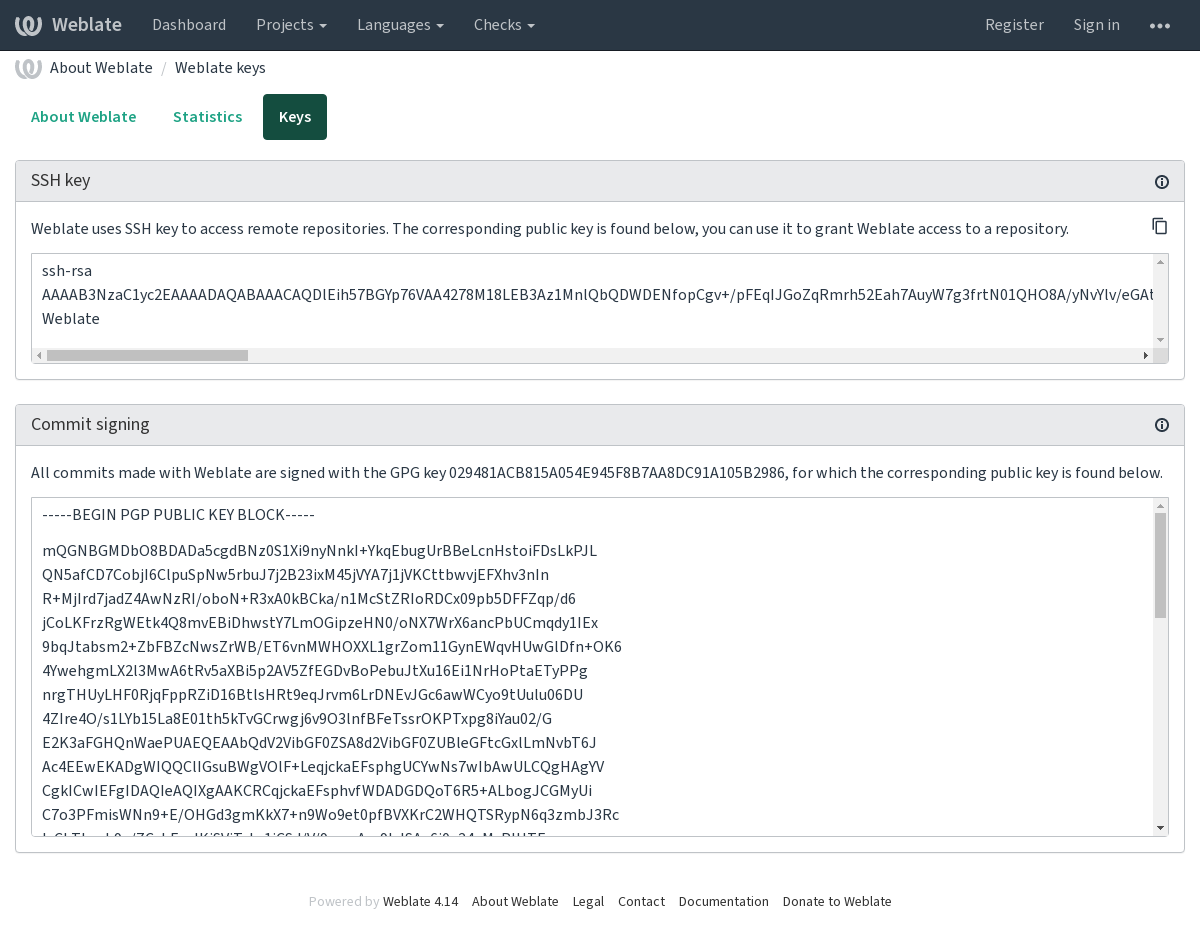 Weblate Dashboard Projects Languages Checks Register Sign in
About Weblate / Weblate keys
About Weblate Statistics Keys
SSH key
Weblate uses SSH key to access remote repositories. The corresponding public key is found below, you can use it to grant Weblate access to a repository.
ssh-rsa
AAAAB3NzaC1yc2EAAAADAQABAAACAQDlEih57BGYp76VAA4278M18LEB3Az1MnlQbQDWDENfopCgv+/pFEqIJGoZqRmrh52Eah7AuyW7g3frtN01QHO8A/yNvYlv/eGAt
Weblate
Commit signing
All commits made with Weblate are signed with the GPG key 029481ACB815A054E945F8B7AA8DC91A105B2986, for which the corresponding public key is found below.
-----BEGIN PGP PUBLIC KEY BLOCK-----
mQGNBGMDbO8BDADa5cgdBNz0S1Xi9nyNnkI+YkqEbugUrBBeLcnHstoiFDsLkPJL
QN5afCD7CobjI6ClpuSpNw5rbuJ7j2B23ixM45jVYA7j1jVKCttbwvjEFXhv3nIn
R+MjIrd7jadZ4AwNzRI/oboN+R3xA0kBCka/n1McStZRIoRDCx09pb5DFFZqp/d6
jCoLKFrzRgWEtk4Q8mvEBiDhwstY7LmOGipzeHN0/oNX7WrX6ancPbUCmqdy1IEx
9bqJtabsm2+ZbFBZcNwsZrWB/ET6vnMWHOXXL1grZom11GynEWqvHUwGlDfn+OK6
4YwehgmLX2l3MwA6tRv5aXBi5p2AV5ZfEGDvBoPebuJtXu16Ei1NrHoPtaETyPPg
nrgTHUyLHF0RjqFppRZiD16BtlsHRt9eqJrvm6LrDNEvJGc6awWCyo9tUulu06DU
4ZIre4O/s1LYb15La8E01th5kTvGCrwgj6v9O3lnfBFeTssrOKPTxpg8iYau02/G
E2K3aFGHQnWaePUAEQEAAbQdV2VibGF0ZSA8d2VibGF0ZUBleGFtcGxlLmNvbT6J
Ac4EEwEKADgWIQQClIGsuBWgVOlF+LeqjckaEFsphgUCYwNs7wIbAwULCQgHAgYV
CgkICwIEFgIDAQIeAQIXgAAKCRCqjckaEFsphvfWDADGDQoT6R5+ALbogJCGMyUi
C7o3PFmisWNn9+E/OHGd3gmKkX7+n9Wo9et0pfBVXKrC2WHQTSRypN6q3zmbJ3Rc
Powered by Weblate 4.14 About Weblate Legal Contact Documentation Donate to Weblate